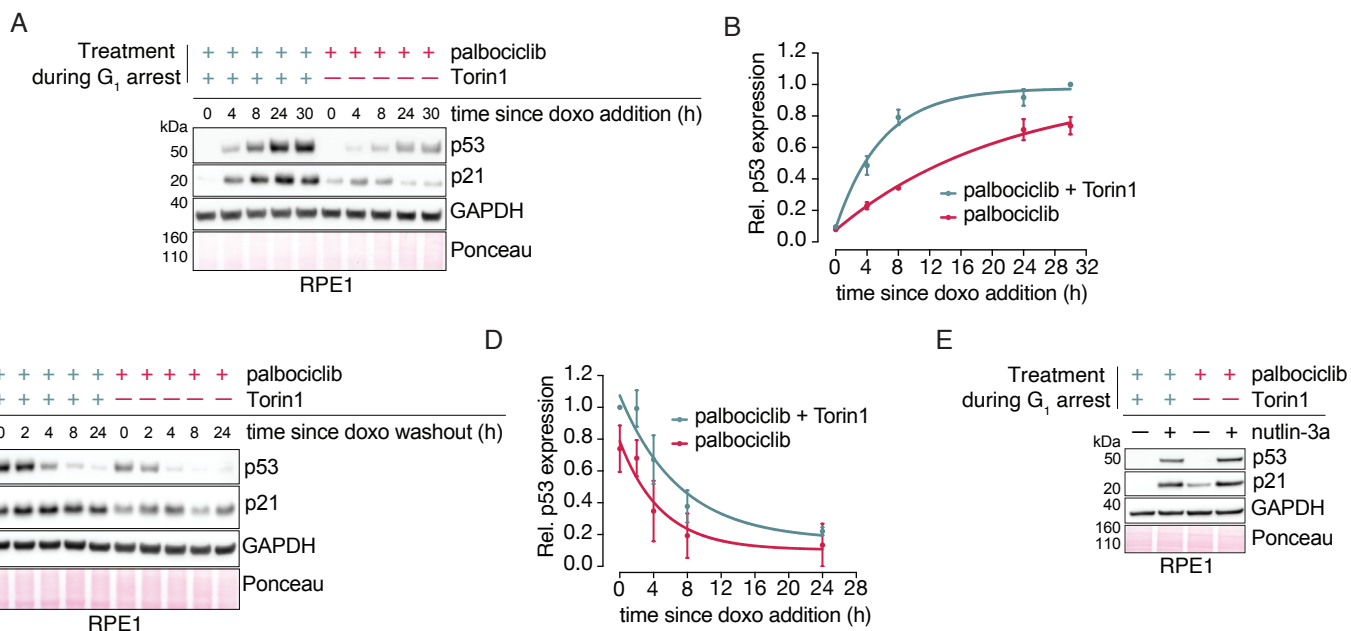 A
Treatment + + + + + + + + + + palbociclib
during G1 arrest + + + + + — — — — — Torin1
0 4 8 24 30 0 4 8 24 30 time since doxo addition (h)
kDa
50 p53
20 p21
40 GAPDH
160
110 Ponceau
RPE1
B
Rel. p53 expression
1.2
1.0
0.8
0.6
0.4
0.2
0.0
palbociclib + Torin1
palbociclib
0 4 8 12 16 20 24 28 32
time since doxo addition (h)
+ + + + + + + + + + palbociclib
+ + + + + — — — — — Torin1
0 2 4 8 24 0 2 4 8 24 time since doxo washout (h)
p53
p21
GAPDH
Ponceau
RPE1
D
Rel. p53 expression
1.2
1.0
0.8
0.6
0.4
0.2
0.0
palbociclib + Torin1
palbociclib
0 4 8 12 16 20 24 28
time since doxo addition (h)
E
Treatment + + + + palbociclib
during G1 arrest + + — — Torin1
— + — + nutlin-3a
kDa
50 p53
20 p21
40 GAPDH
160
110 Ponceau
RPE1